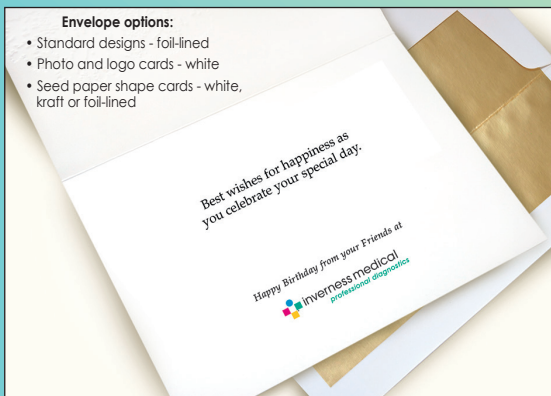 Envelope options:
• Standard designs - foil-lined
• Photo and logo cards - white
• Seed paper shape cards - white,
kraft or foil-lined
Best wishes for happiness as
you celebrate your special day.
Happy Birthday from your Friends at
inverness medical
professional diagnostics